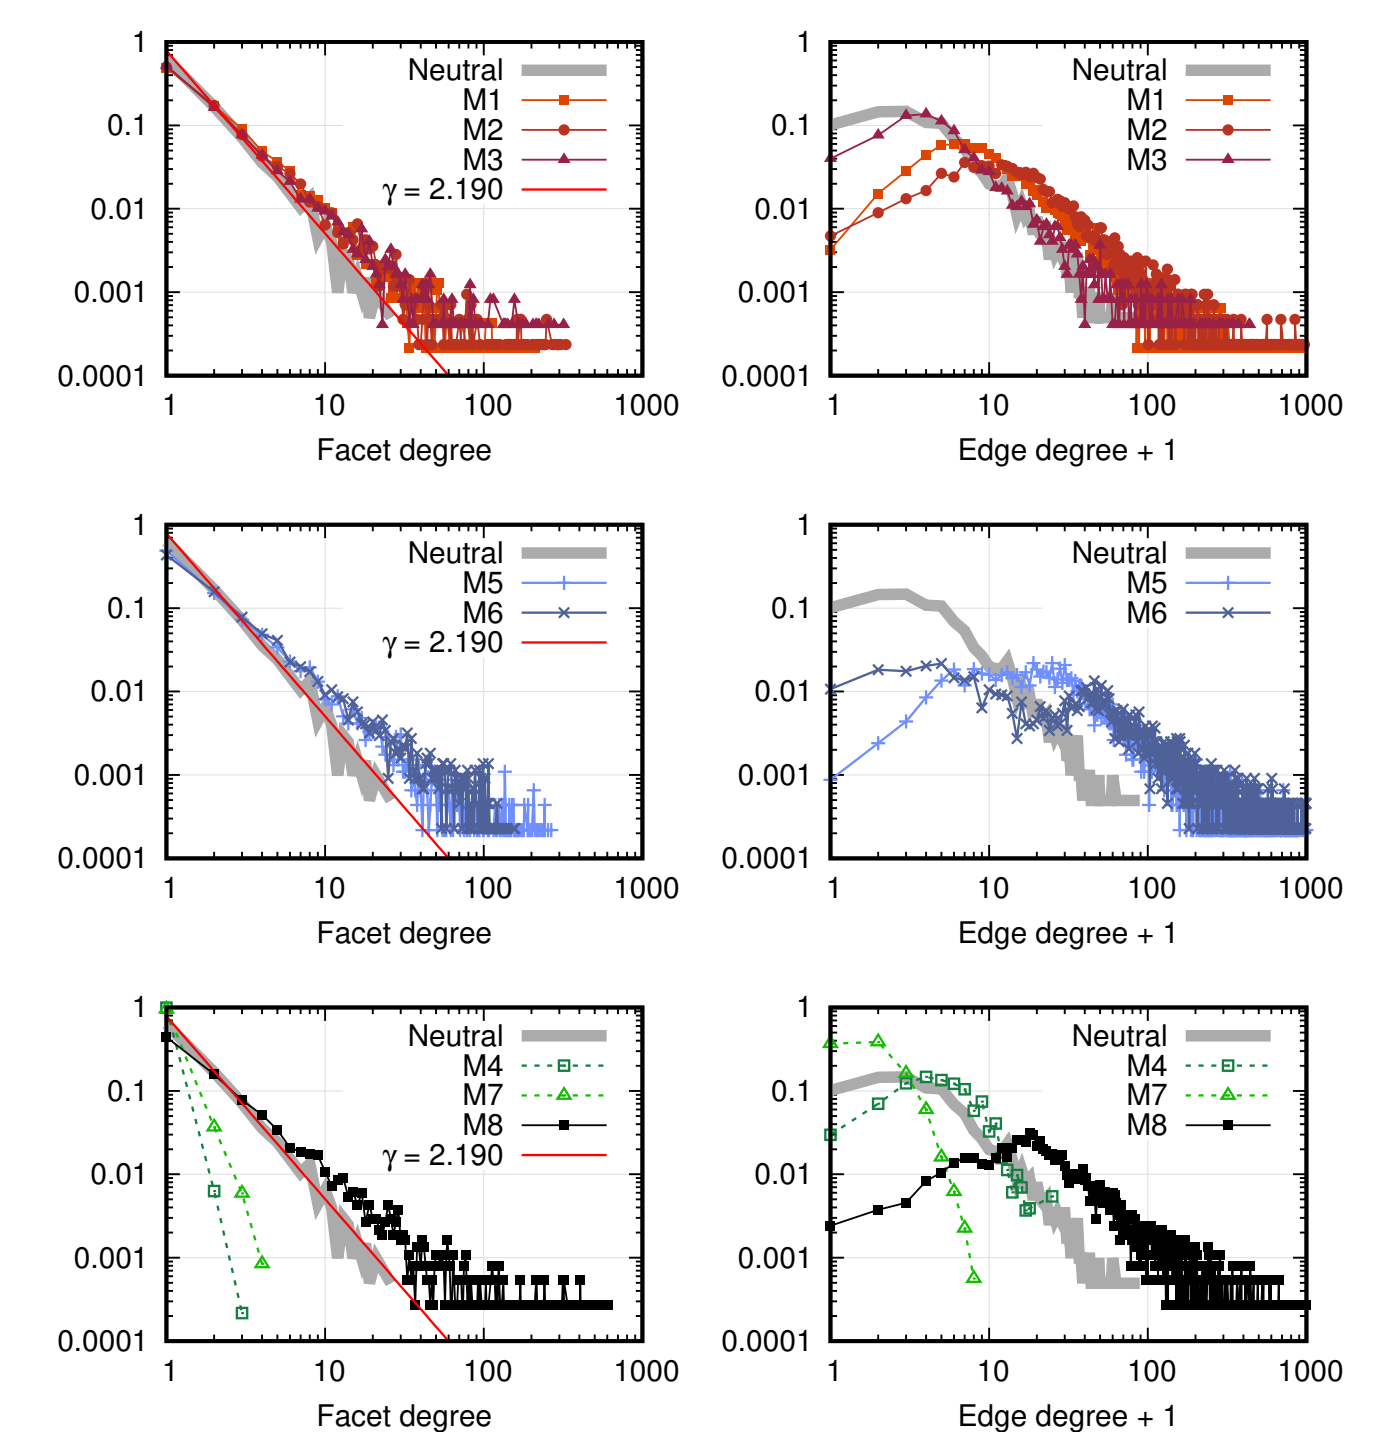 1
0.1
0.01
0.001
0.0001
1 10 100 1000
Facet degree
Neutral
M1
M2
M3
γ = 2.190
1
0.1
0.01
0.001
0.0001
1 10 100 1000
Edge degree + 1
Neutral
M1
M2
M3
1
0.1
0.01
0.001
0.0001
1 10 100 1000
Facet degree
Neutral
M5
M6
γ = 2.190
1
0.1
0.01
0.001
0.0001
1 10 100 1000
Edge degree + 1
Neutral
M5
M6
1
0.1
0.01
0.001
0.0001
1 10 100 1000
Facet degree
Neutral
M4
M7
M8
γ = 2.190
1
0.1
0.01
0.001
0.0001
1 10 100 1000
Edge degree + 1
Neutral
M4
M7
M8